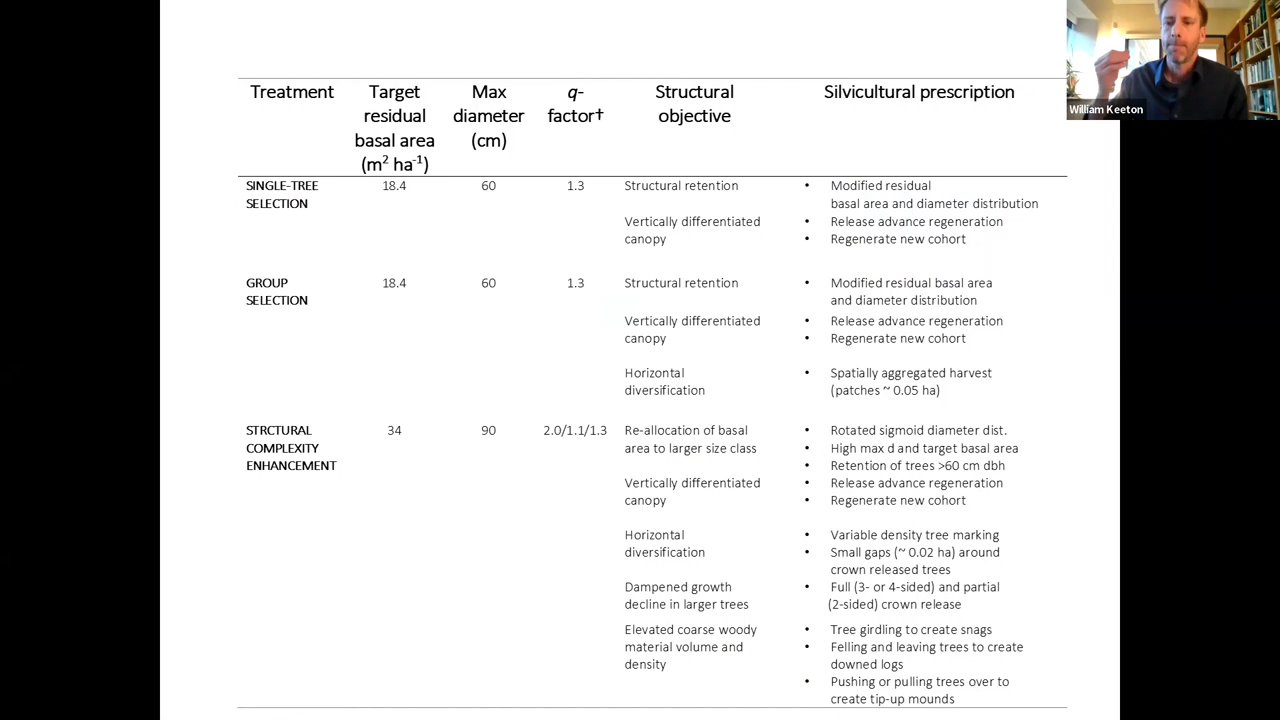 William Keeton
Treatment
Target residual basal area (m² ha⁻¹)
Max diameter (cm)
q-factor†
Structural objective
Silvicultural prescription
SINGLE-TREE SELECTION
18.4
60
1.3
Structural retention
• Modified residual
basal area and diameter distribution
Vertically differentiated
canopy
• Release advance regeneration
• Regenerate new cohort
GROUP SELECTION
18.4
60
1.3
Structural retention
• Modified residual basal area
and diameter distribution
Vertically differentiated
canopy
• Release advance regeneration
• Regenerate new cohort
Horizontal
diversification
• Spatially aggregated harvest
(patches ~ 0.05 ha)
STRCTURAL COMPLEXITY ENHANCEMENT
34
90
2.0/1.1/1.3
Re-allocation of basal
area to larger size class
• Rotated sigmoid diameter dist.
• High max d and target basal area
• Retention of trees >60 cm dbh
Vertically differentiated
canopy
• Release advance regeneration
• Regenerate new cohort
Horizontal
diversification
• Variable density tree marking
• Small gaps (~ 0.02 ha) around
crown released trees
Dampened growth
decline in larger trees
• Full (3- or 4-sided) and partial
(2-sided) crown release
Elevated coarse woody
material volume and
density
• Tree girdling to create snags
• Felling and leaving trees to create
downed logs
• Pushing or pulling trees over to
create tip-up mounds